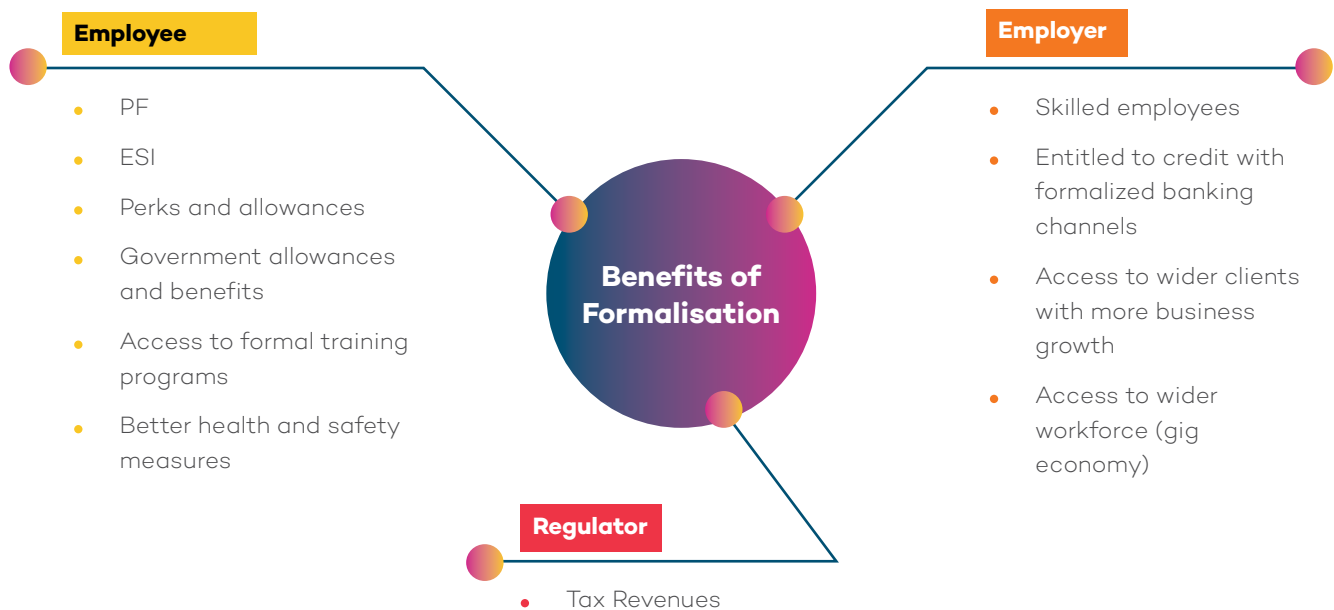 Employee
• PF
• ESI
• Perks and allowances
• Government allowances
and benefits
• Access to formal training
programs
• Better health and safety
measures
Benefits of
Formalisation
Employer
• Skilled employees
• Entitled to credit with
formalized banking
channels
• Access to wider clients
with more business
growth
• Access to wider
workforce (gig
economy)
Regulator
• Tax Revenues